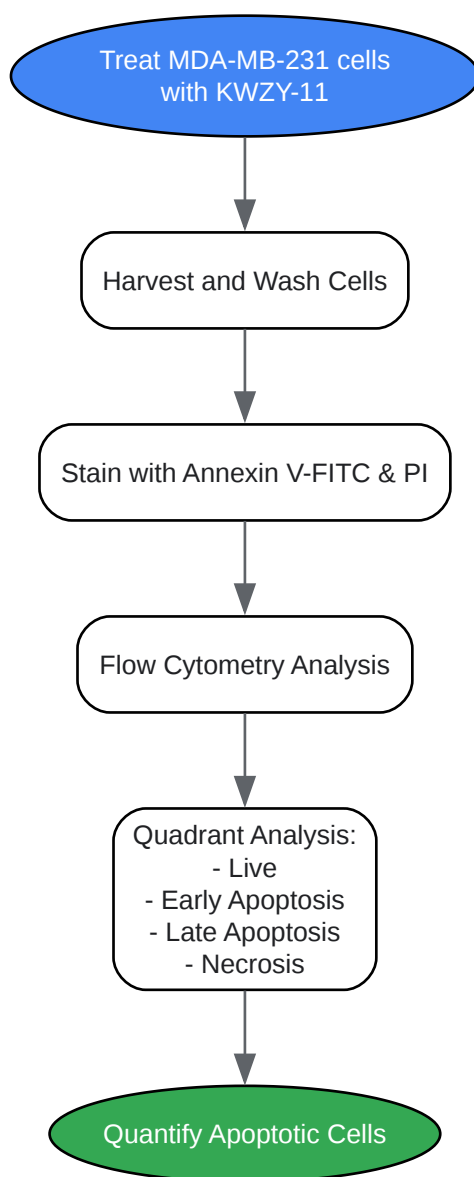 Treat MDA-MB-231 cells
with KWZY-11
Harvest and Wash Cells
Stain with Annexin V-FITC & PI
Flow Cytometry Analysis
Quadrant Analysis:
- Live
- Early Apoptosis
- Late Apoptosis
- Necrosis
Quantify Apoptotic Cells